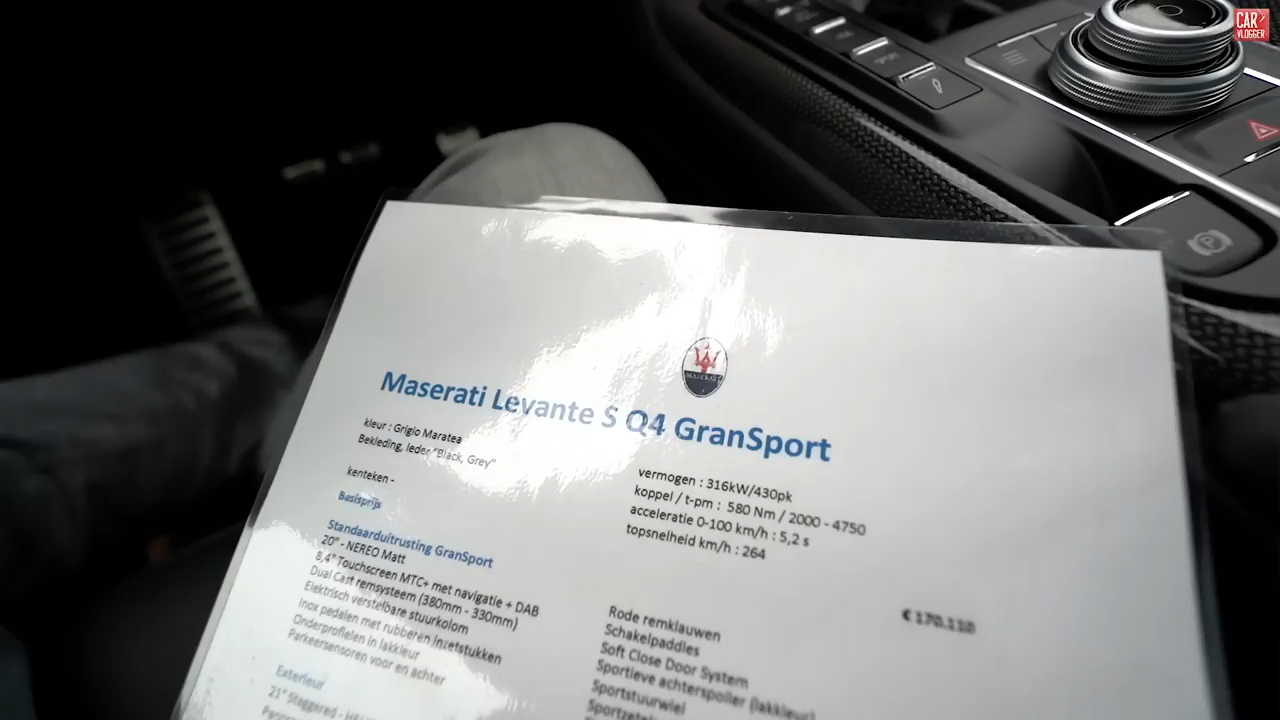 CAR VLOGGER
MASERATI
Maserati Levante S Q4 GranSport
kleur : Grigio Maratea
Bekleding, leder "Black, Grey"
kenteken -
vermogen : 316kW/430pk
koppel / t-pm : 580 Nm / 2000 - 4750
acceleratie 0-100 km/h : 5,2 s
topsnelheid km/h : 264
Basisprijs
€ 170.110
Standaarduitrusting GranSport
20" - NEREO Matt
8,4" Touchscreen MTC+ met navigatie + DAB
Dual Cast remsysteem (380mm - 330mm)
Elektrisch verstelbare stuurkolom
Inox pedalen met rubberen inzetstukken
Onderprofielen in lakkleur
Parkeersensoren voor en achter
Rode remklauwen
Schakelpaddles
Soft Close Door System
Sportieve achterspoiler (lakkleur)
Sportstuurwiel
Exterieur
21" Staggered -